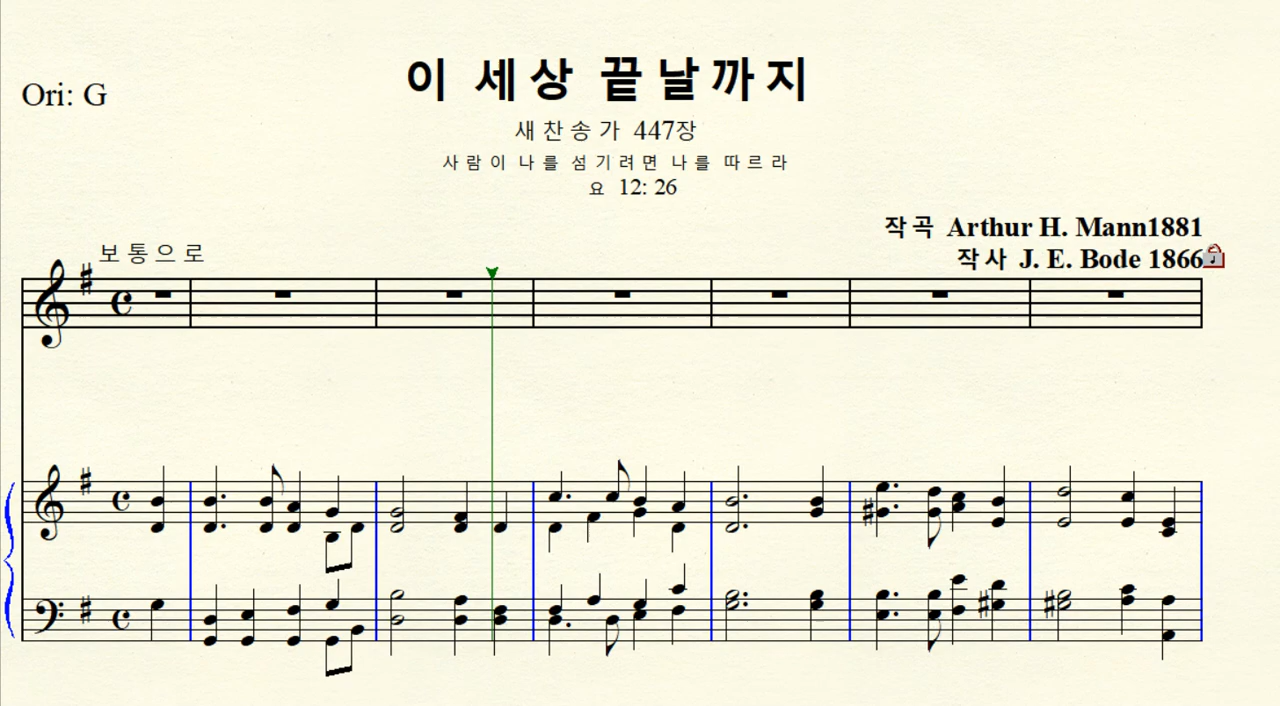 Ori: G
이 세상 끝날까지
새찬송가 447장
사람이 나를 섬기려면 나를 따르라
요 12: 26
작곡 Arthur H. Mann1881
작사 J. E. Bode 1866
보통으로